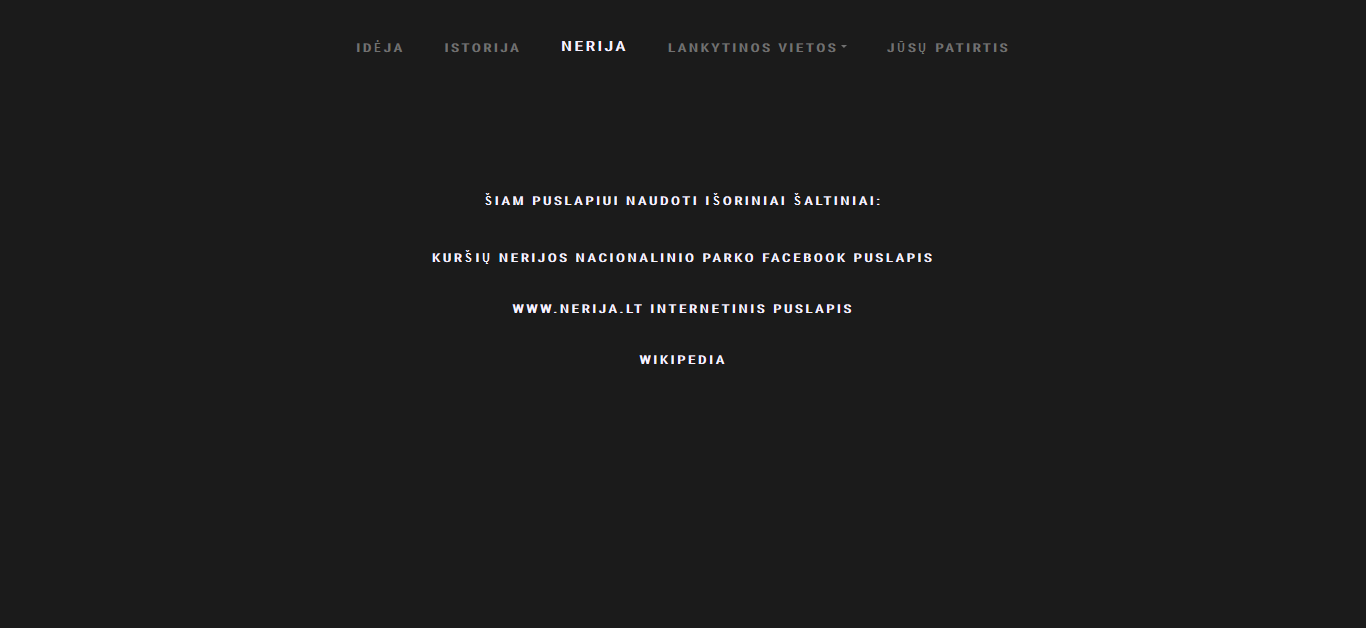 IDĖJA
ISTORIJA
NERIJA
LANKYTINOS VIETOS
JŪSŲ PATIRTIS
ŠIAM PUSLAPIUI NAUDOTI IŠORINIAI ŠALTINIAI:
KURŠIŲ NERIJOS NACIONALINIO PARKO FACEBOOK PUSLAPIS
WWW.NERIJA.LT INTERNETINIS PUSLAPIS
WIKIPEDIA